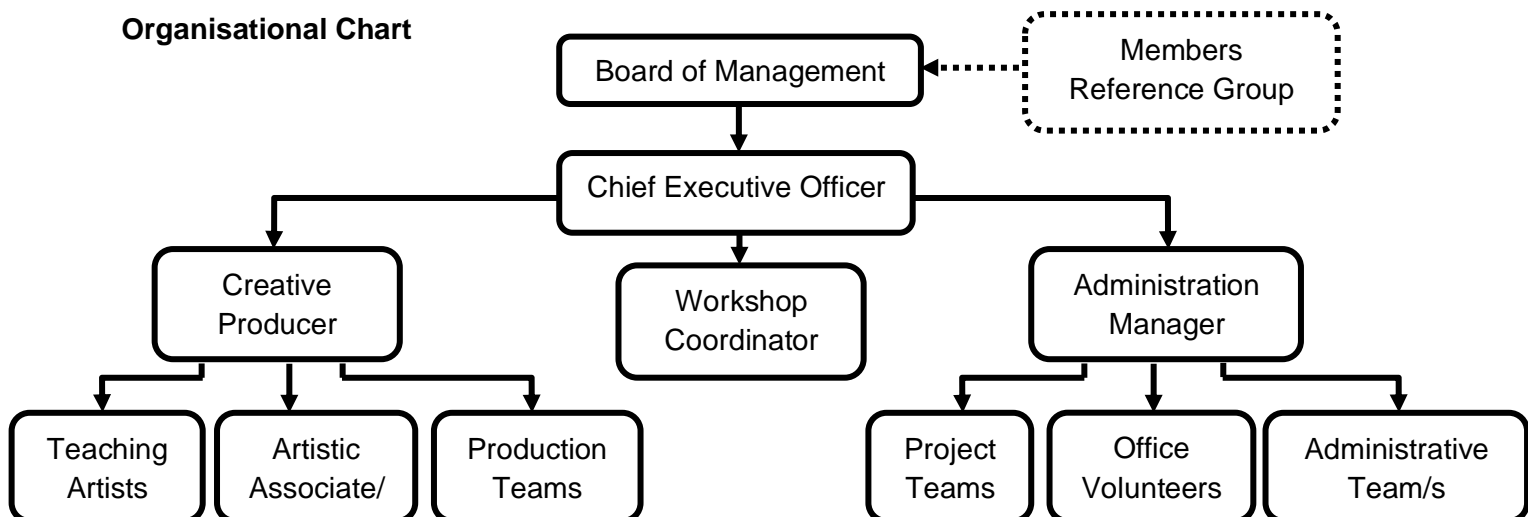 Organisational Chart
Board of Management
Members
Reference Group
Chief Executive Officer
Creative
Producer
Workshop
Coordinator
Administration
Manager
Teaching
Artists
Artistic
Associate/
Production
Teams
Project
Teams
Office
Volunteers
Administrative
Team/s